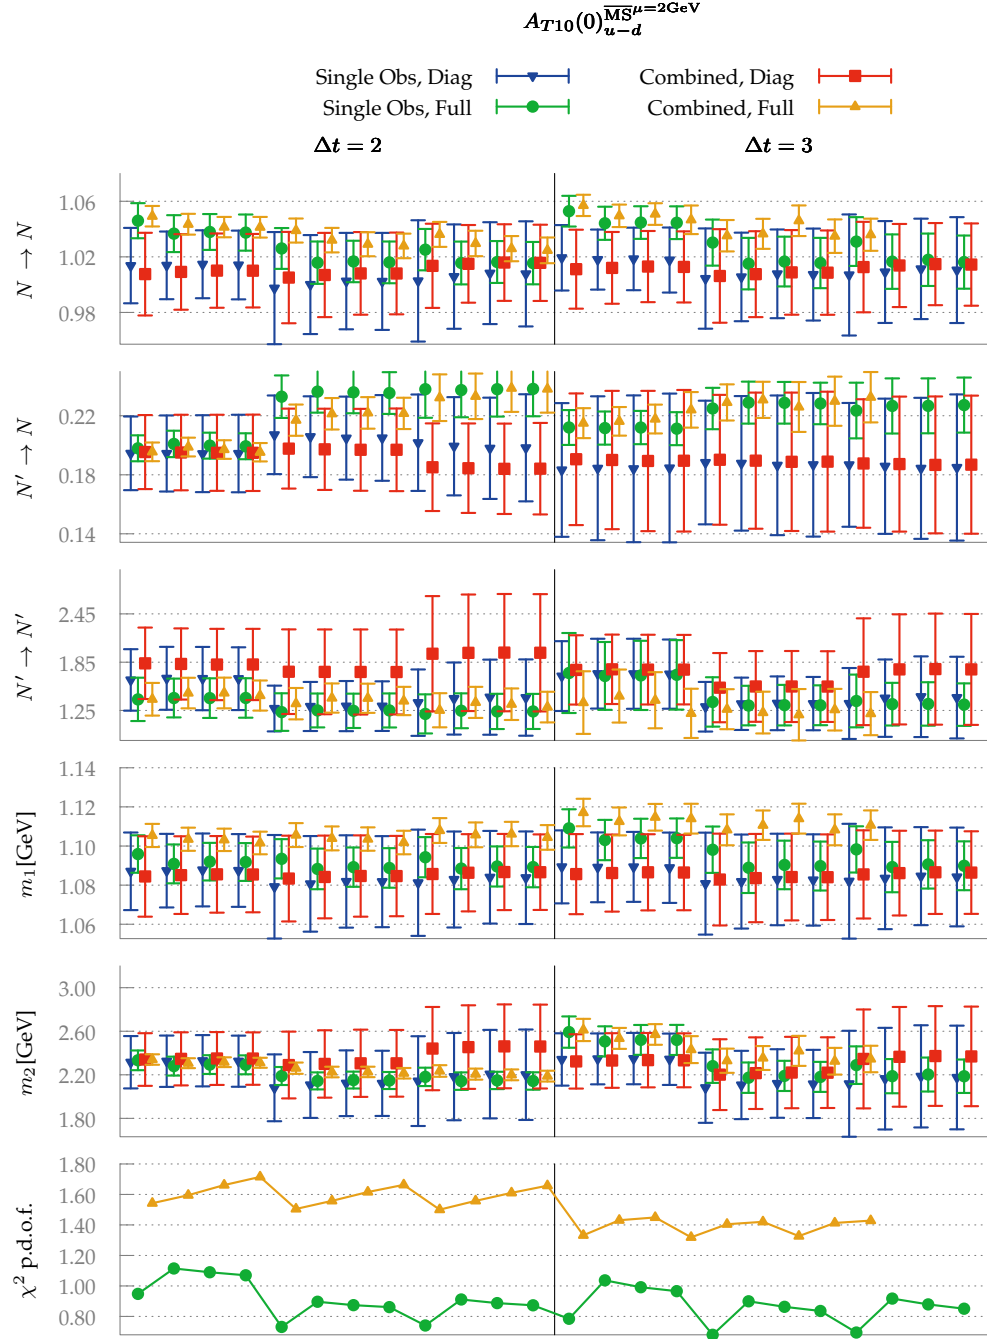 A_{T10}(0)_{u-d}^{\overline{MS} μ=2GeV}
Single Obs, Diag
Combined, Diag
Single Obs, Full
Combined, Full
Δt = 2
Δt = 3
N → N
1.06
1.02
0.98
N′ → N
0.22
0.18
0.14
N′ → N′
2.45
1.85
1.25
m₁[GeV]
1.14
1.12
1.10
1.08
1.06
m₂[GeV]
3.00
2.60
2.20
1.80
χ² p.d.o.f.
1.80
1.60
1.40
1.20
1.00
0.80